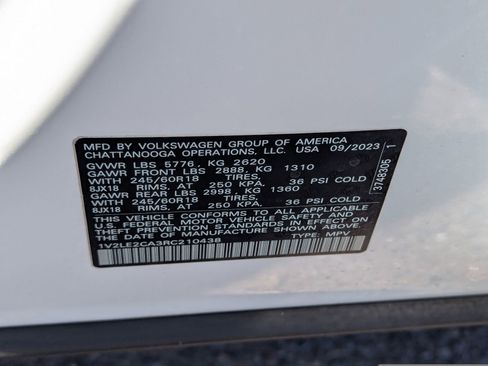 MFD BY VOLKSWAGEN GROUP OF AMERICA
CHATTANOOGA OPERATIONS, LLC. USA 09/2023
GVWR LBS 5776, KG 2620
GAWR FRONT LBS 2888, KG 1310
WITH 245/60R18 TIRES,
8JX18 RIMS, AT 250 KPA, 36 PSI COLD
GAWR REAR LBS 2998, KG 1360
WITH 245/60R18 TIRES,
8JX18 RIMS, AT 250 KPA, 36 PSI COLD
THIS VEHICLE CONFORMS TO ALL APPLICABLE
U.S. FEDERAL MOTOR VEHICLE SAFETY AND
THEFT PREVENTION STANDARDS IN EFFECT ON
THE DATE OF MANUFACTURE SHOWN ABOVE.
1V2LE2CA3RC210438 TYPE: MPV
3748305 1